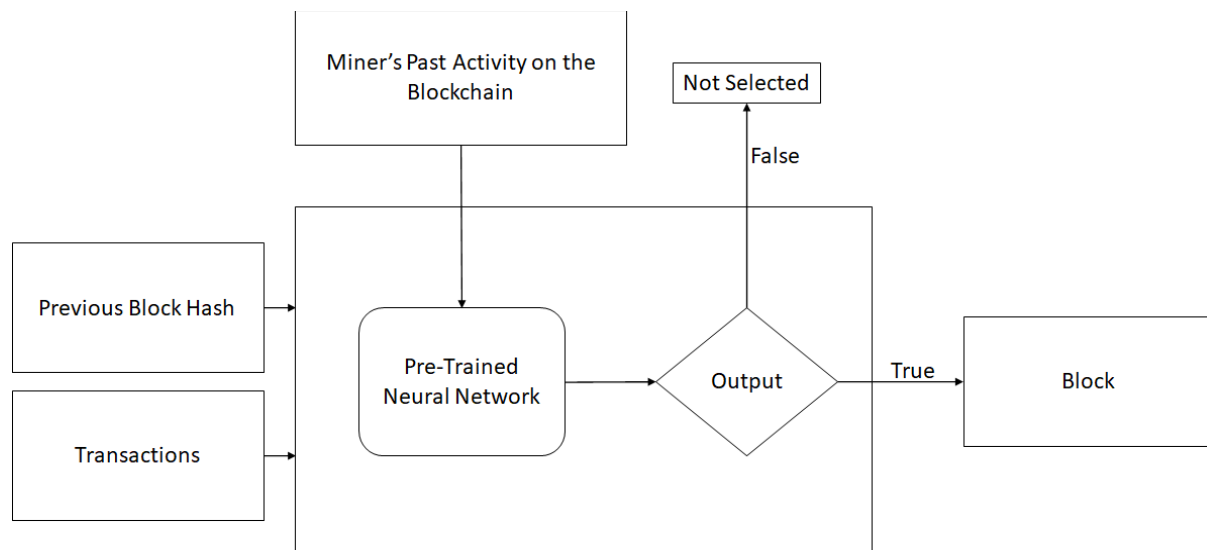 Miner’s Past Activity on the
Blockchain
Not Selected
False
Previous Block Hash
Pre-Trained
Neural Network
Output
True
Block
Transactions